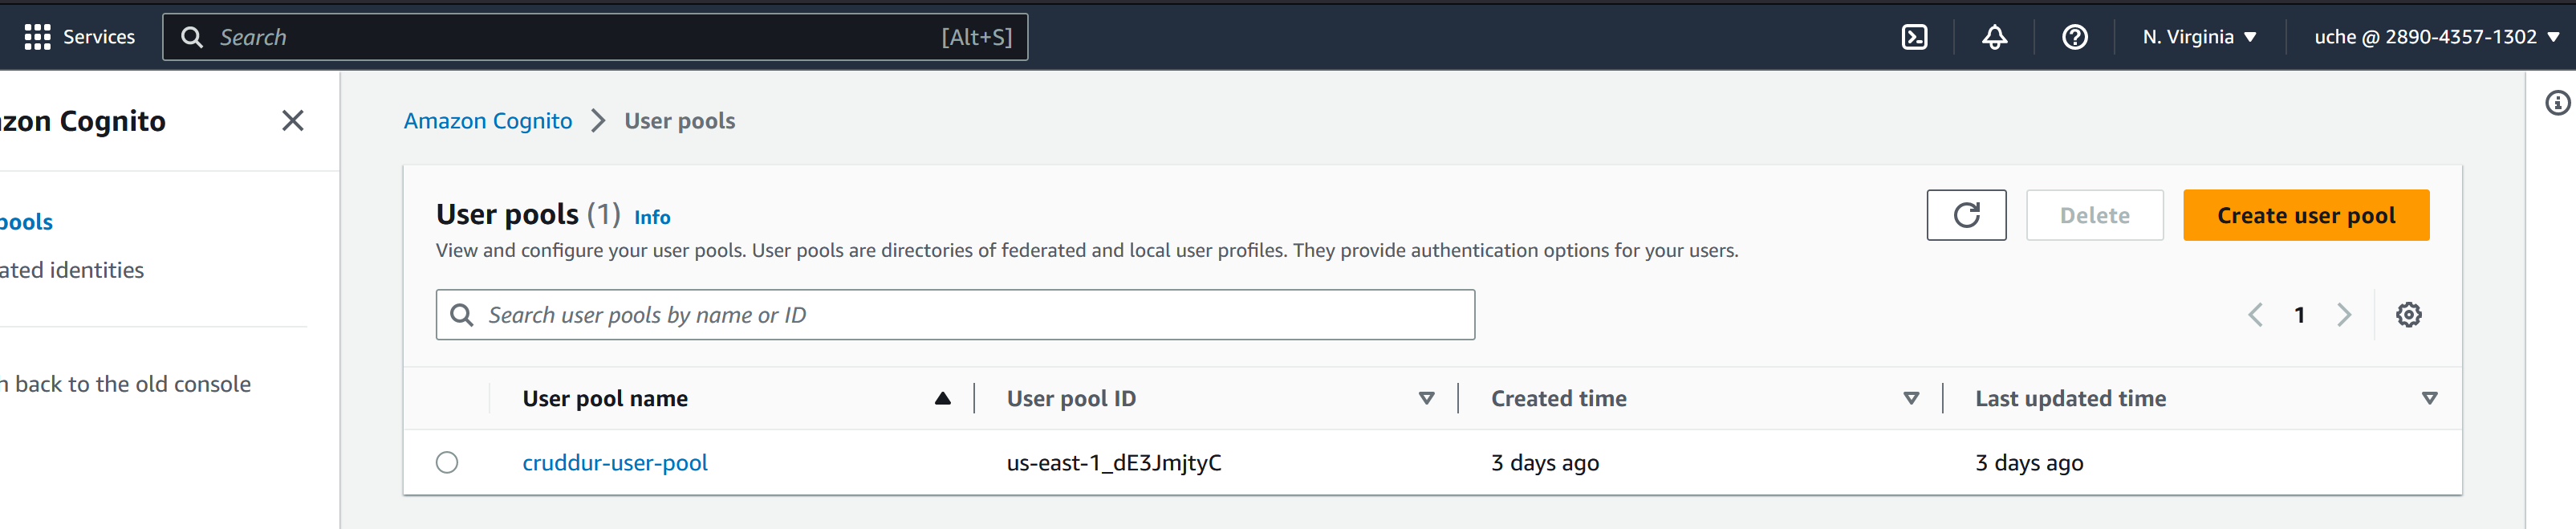 Services Search [Alt+S] N. Virginia uche @ 2890-4357-1302
zon Cognito
pools
ated identities
n back to the old console
Amazon Cognito User pools
User pools (1) Info
View and configure your user pools. User pools are directories of federated and local user profiles. They provide authentication options for your users.
Delete
Create user pool
Search user pools by name or ID
1
User pool name User pool ID Created time Last updated time
cruddur-user-pool us-east-1_dE3JmjtyC 3 days ago 3 days ago